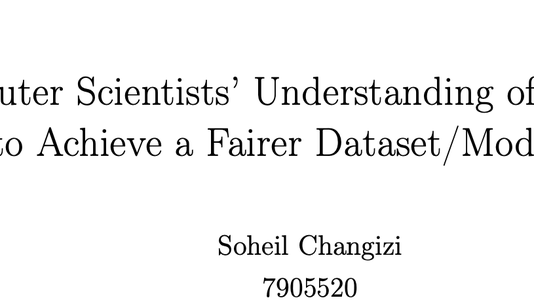 uter Scientists' Understanding of
to Achieve a Fairer Dataset/Mod
Soheil Changizi
7905520